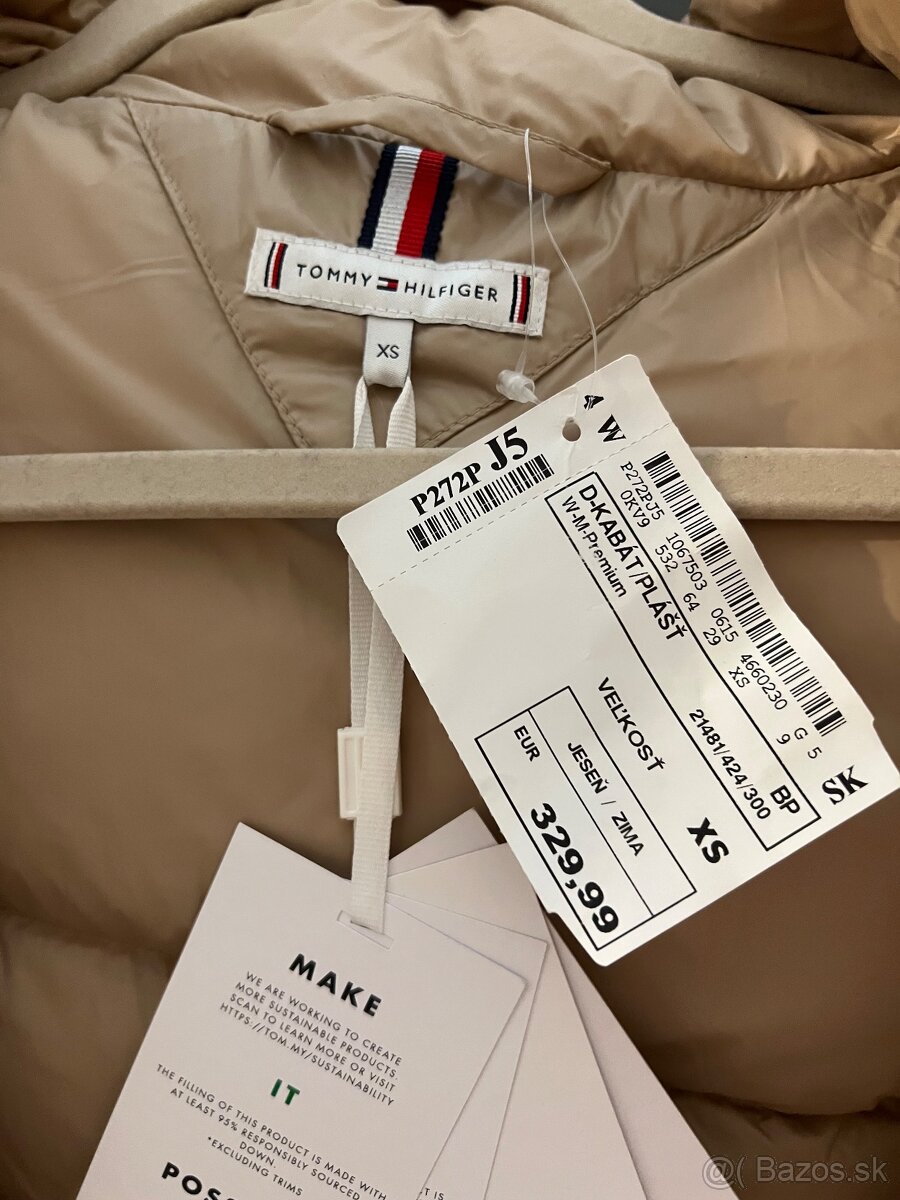 TOMMY HILFIGER
XS
P272P J5
4 W
P272PJ5 1067503 0615 4660230 G 5
0KV9 532 64 29 XS 9
D-KABÁT/PLÁŠŤ BP
W-M-Premium 21481/424/300
SK
VEĽKOSŤ XS
JESEŇ / ZIMA
EUR 329,99
MAKE
WE ARE WORKING TO CREATE
MORE SUSTAINABLE PRODUCTS.
SCAN TO LEARN MORE OR VISIT
HTTPS://TOM.MY/SUSTAINABILITY
IT
THE FILLING OF THIS PRODUCT IS MADE WITH
AT LEAST 95% RESPONSIBLY SOURCED
DOWN.
*EXCLUDING TRIMS
T IS
@( Bazos.sk